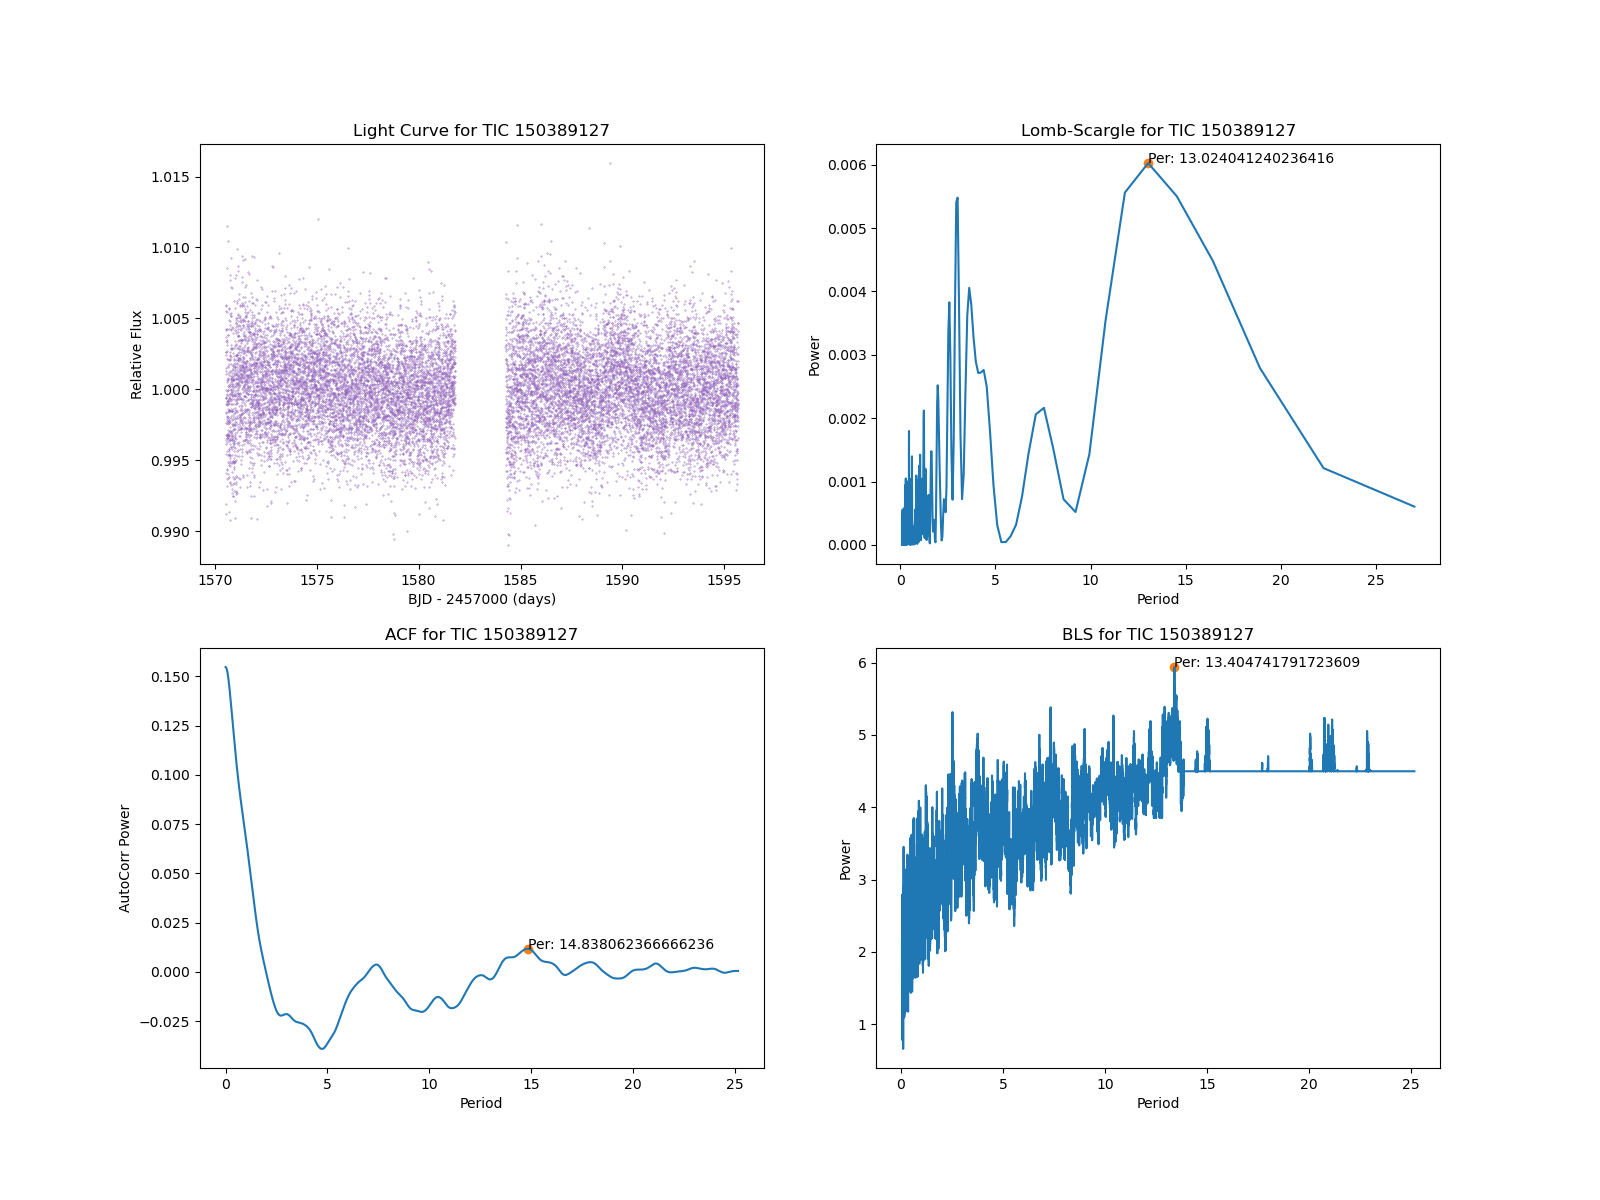 Light Curve for TIC 150389127
Relative Flux
1.015
1.010
1.005
1.000
0.995
0.990
1570 1575 1580 1585 1590 1595
BJD - 2457000 (days)
Lomb-Scargle for TIC 150389127
Per: 13.024041240236416
Power
0.006
0.005
0.004
0.003
0.002
0.001
0.000
0 5 10 15 20 25
Period
ACF for TIC 150389127
AutoCorr Power
0.150
0.125
0.100
0.075
0.050
0.025
0.000
−0.025
Per: 14.838062366666236
0 5 10 15 20 25
Period
BLS for TIC 150389127
Per: 13.404741791723609
Power
6
5
4
3
2
1
0 5 10 15 20 25
Period